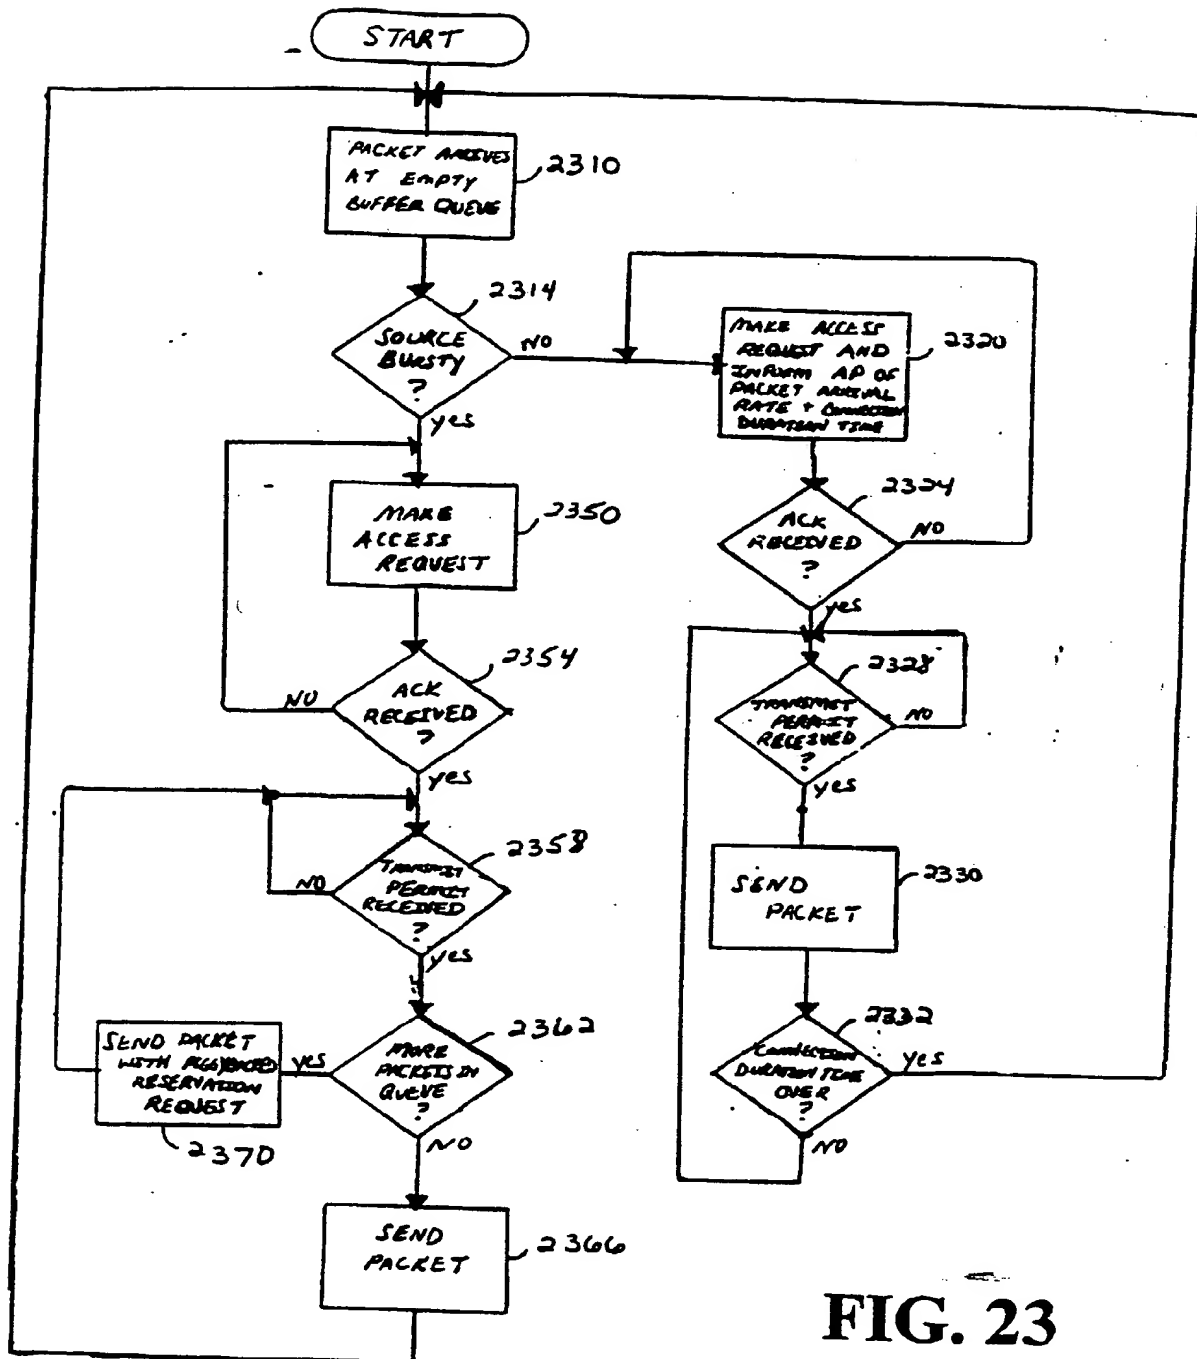 START
PACKET ARRIVES
AT EMPTY
BUFFER QUEUE
2310
2314
SOURCE
BURSTY
?
NO
yes
MAKE ACCESS
REQUEST AND
INFORM AP OF
PACKET ARRIVAL
RATE + CONNECTION
DURATION TIME
2320
2324
ACK
RECEIVED
?
NO
yes
2328
TRANSMIT
PERMIT
RECEIVED
?
NO
yes
SEND
PACKET
2330
2332
CONNECTION
DURATION TIME
OVER
?
yes
NO
MAKE
ACCESS
REQUEST
2350
2354
ACK
RECEIVED
?
NO
yes
2358
TRANSMIT
PERMIT
RECEIVED
?
NO
yes
2362
MORE
PACKETS IN
QUEUE
?
yes
NO
SEND PACKET
WITH PIGGYBACKED
RESERVATION
REQUEST
2370
SEND
PACKET
2366
FIG. 23